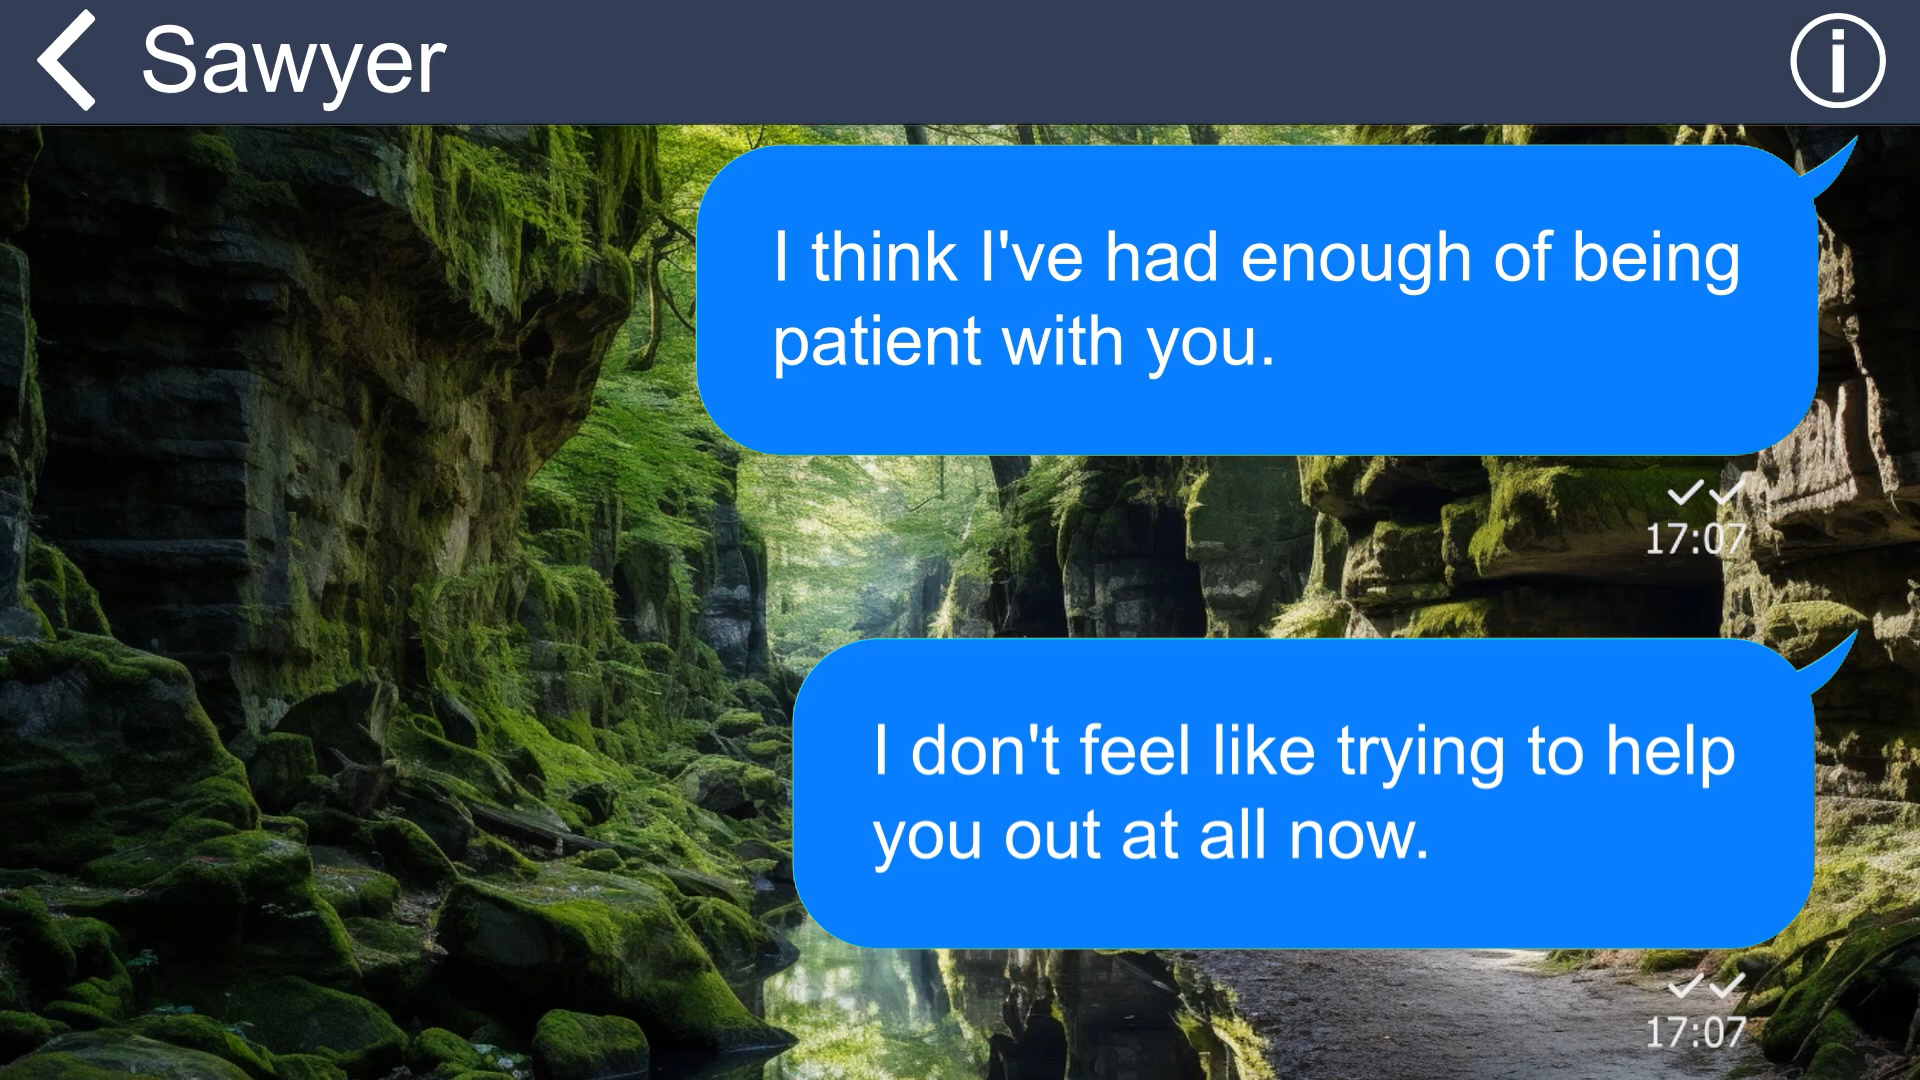 Sawyer
I think I've had enough of being
patient with you.
17:07
I don't feel like trying to help
you out at all now.
17:07